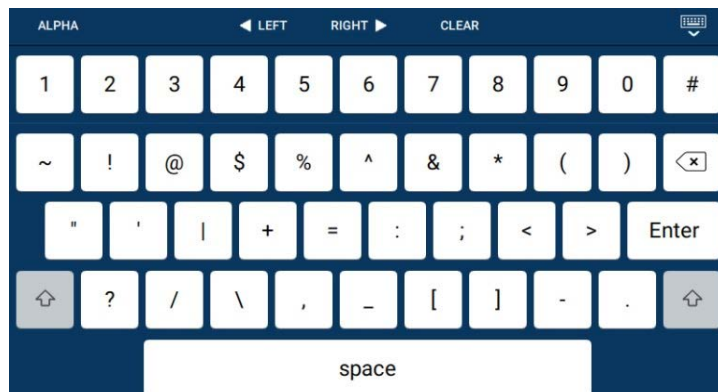 ALPHA ◀ LEFT RIGHT ▶ CLEAR
1 2 3 4 5 6 7 8 9 0 #
~ ! @ $ % ^ & * ( )
" ' | + = : ; < > Enter
? / \ , _ [ ] - .
space